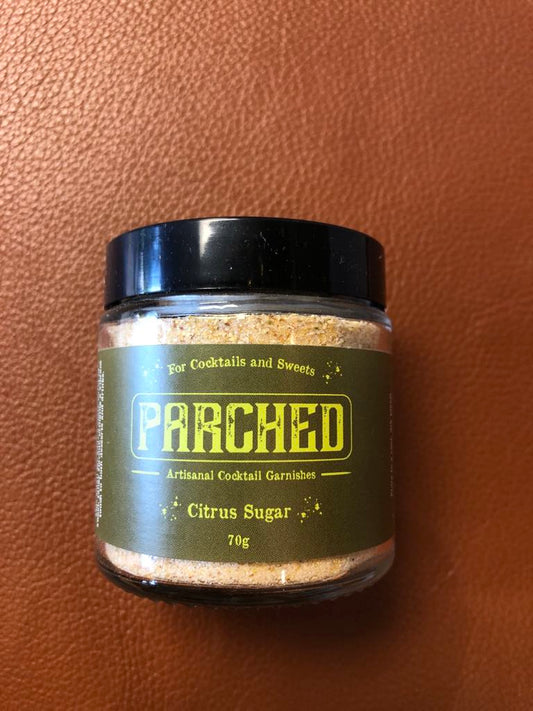 For Cocktails and Sweets
PARCHED
Artisanal Cocktail Garnishes
Citrus Sugar
70g